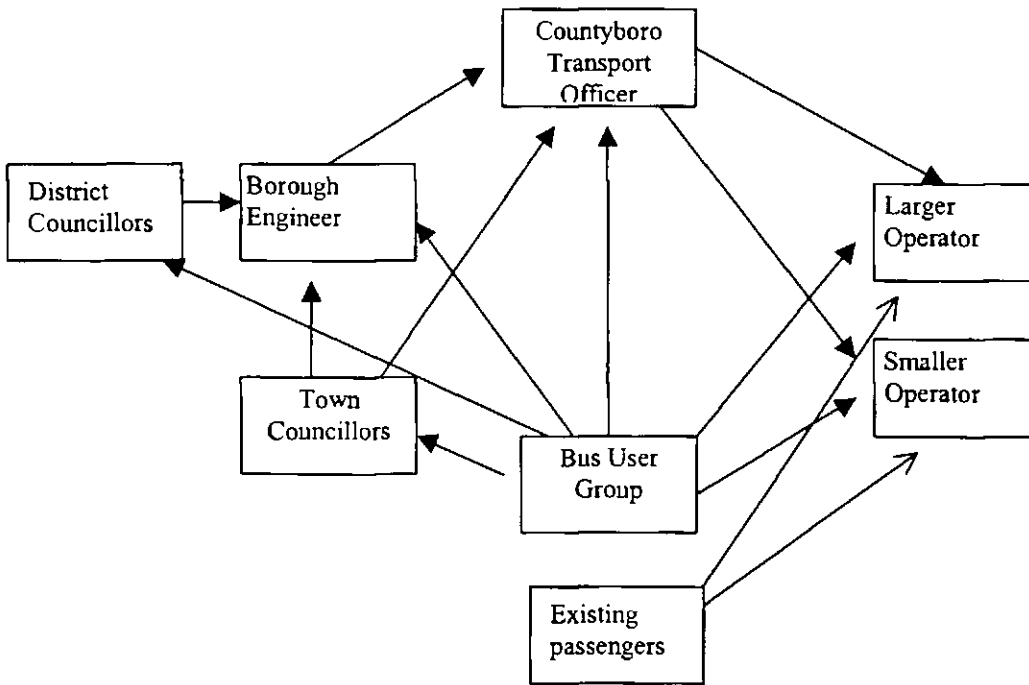 Countyboro
Transport
Officer
District
Councillors
Borough
Engineer
Larger
Operator
Smaller
Operator
Town
Councillors
Bus User
Group
Existing
passengers